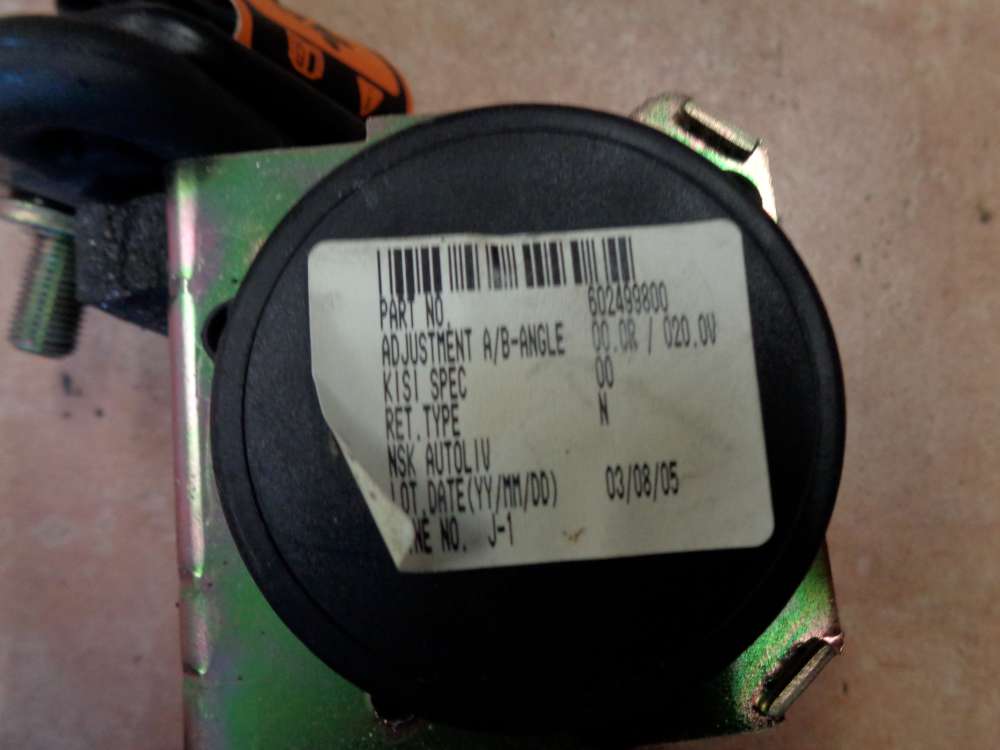 PART NO. 602499800
ADJUSTMENT A/B-ANGLE 00.0R / 020.0V
KISI SPEC 00
RET.TYPE N
NSK AUTOLIV
LOT.DATE(YY/MM/DD) 03/08/05
NO. J-1